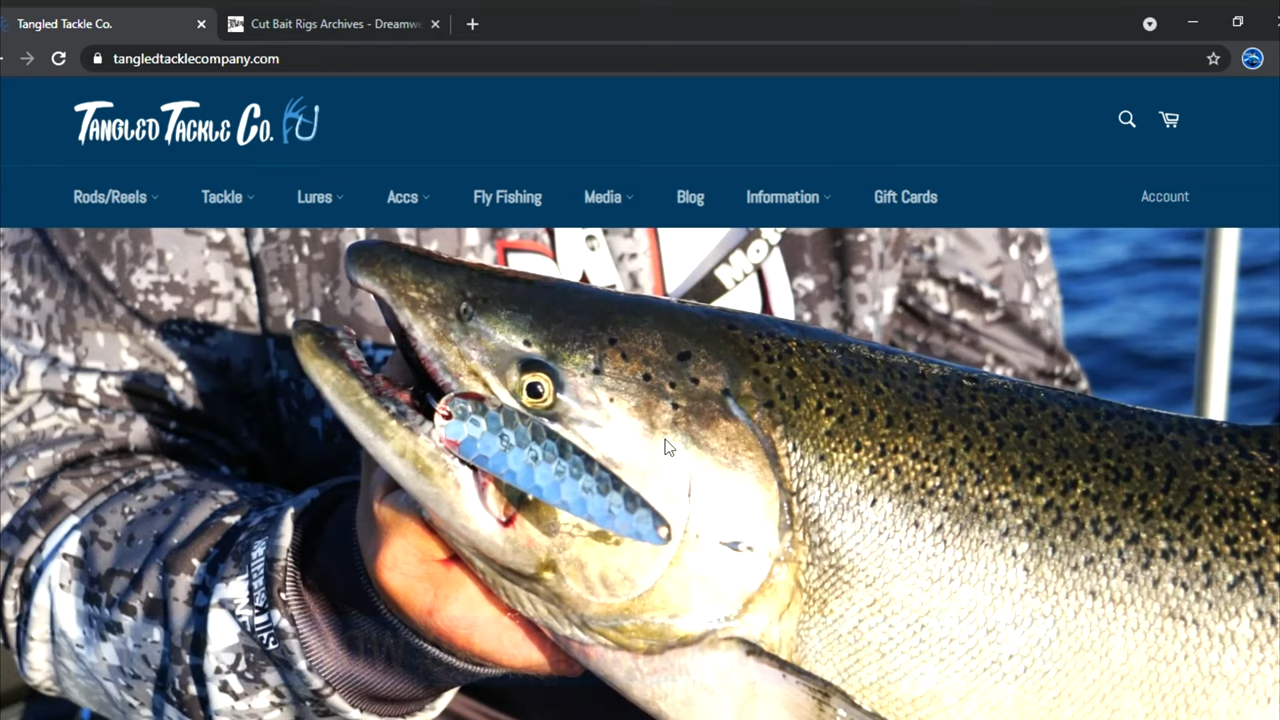 Tangled Tackle Co.
Cut Bait Rigs Archives - Dreamwe
tangledtacklecompany.com
TANGLED TACKLE CO.
Rods/Reels
Tackle
Lures
Accs
Fly Fishing
Media
Blog
Information
Gift Cards
Account